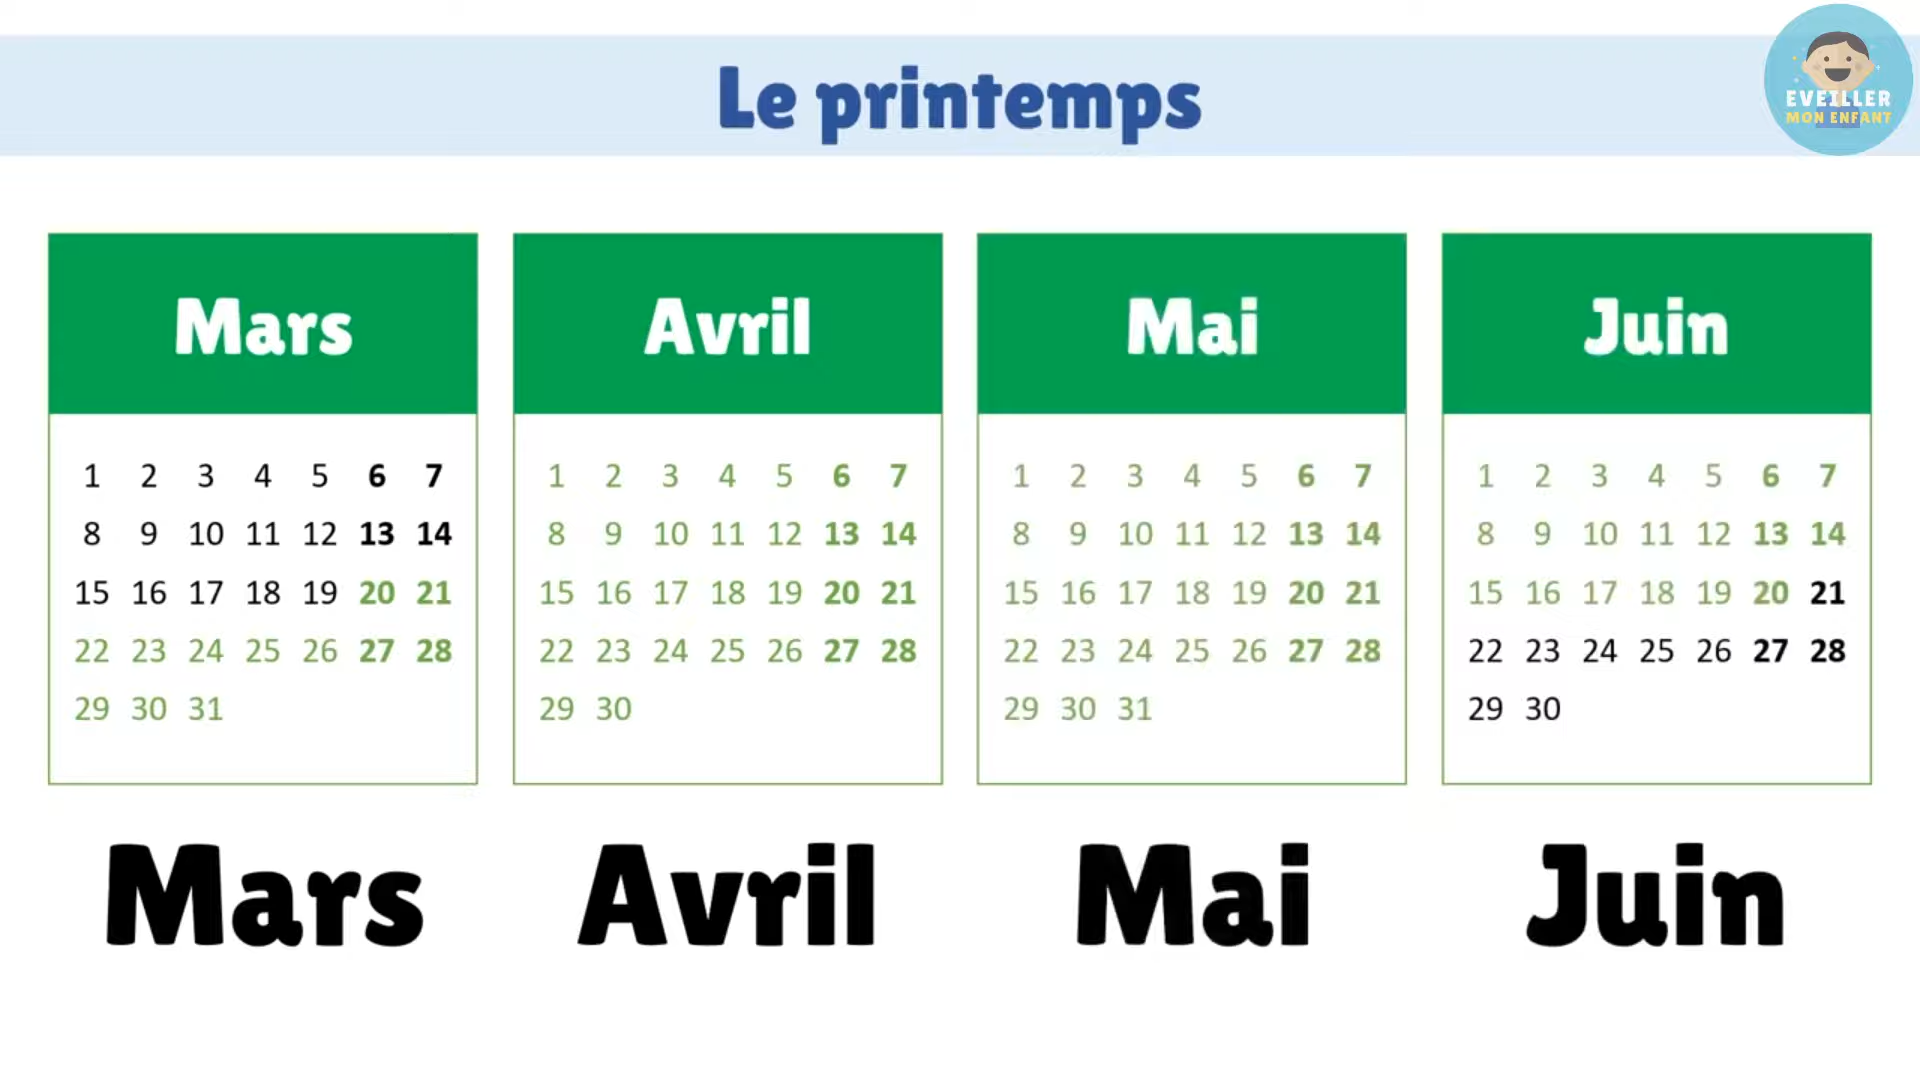 Le printemps
EVEILLER
MON ENFANT
Mars
1 2 3 4 5 6 7
8 9 10 11 12 13 14
15 16 17 18 19 20 21
22 23 24 25 26 27 28
29 30 31
Avril
1 2 3 4 5 6 7
8 9 10 11 12 13 14
15 16 17 18 19 20 21
22 23 24 25 26 27 28
29 30
Mai
1 2 3 4 5 6 7
8 9 10 11 12 13 14
15 16 17 18 19 20 21
22 23 24 25 26 27 28
29 30 31
Juin
1 2 3 4 5 6 7
8 9 10 11 12 13 14
15 16 17 18 19 20 21
22 23 24 25 26 27 28
29 30
Mars
Avril
Mai
Juin